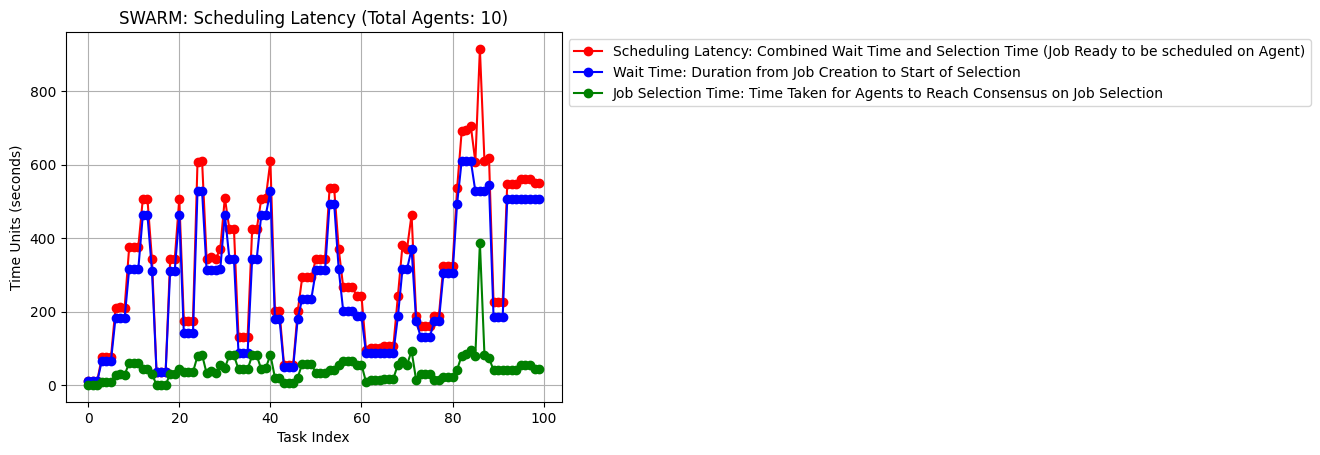 SWARM: Scheduling Latency (Total Agents: 10)
Scheduling Latency: Combined Wait Time and Selection Time (Job Ready to be scheduled on Agent)
Wait Time: Duration from Job Creation to Start of Selection
Job Selection Time: Time Taken for Agents to Reach Consensus on Job Selection
Time Units (seconds)
800
600
400
200
0
0 20 40 60 80 100
Task Index